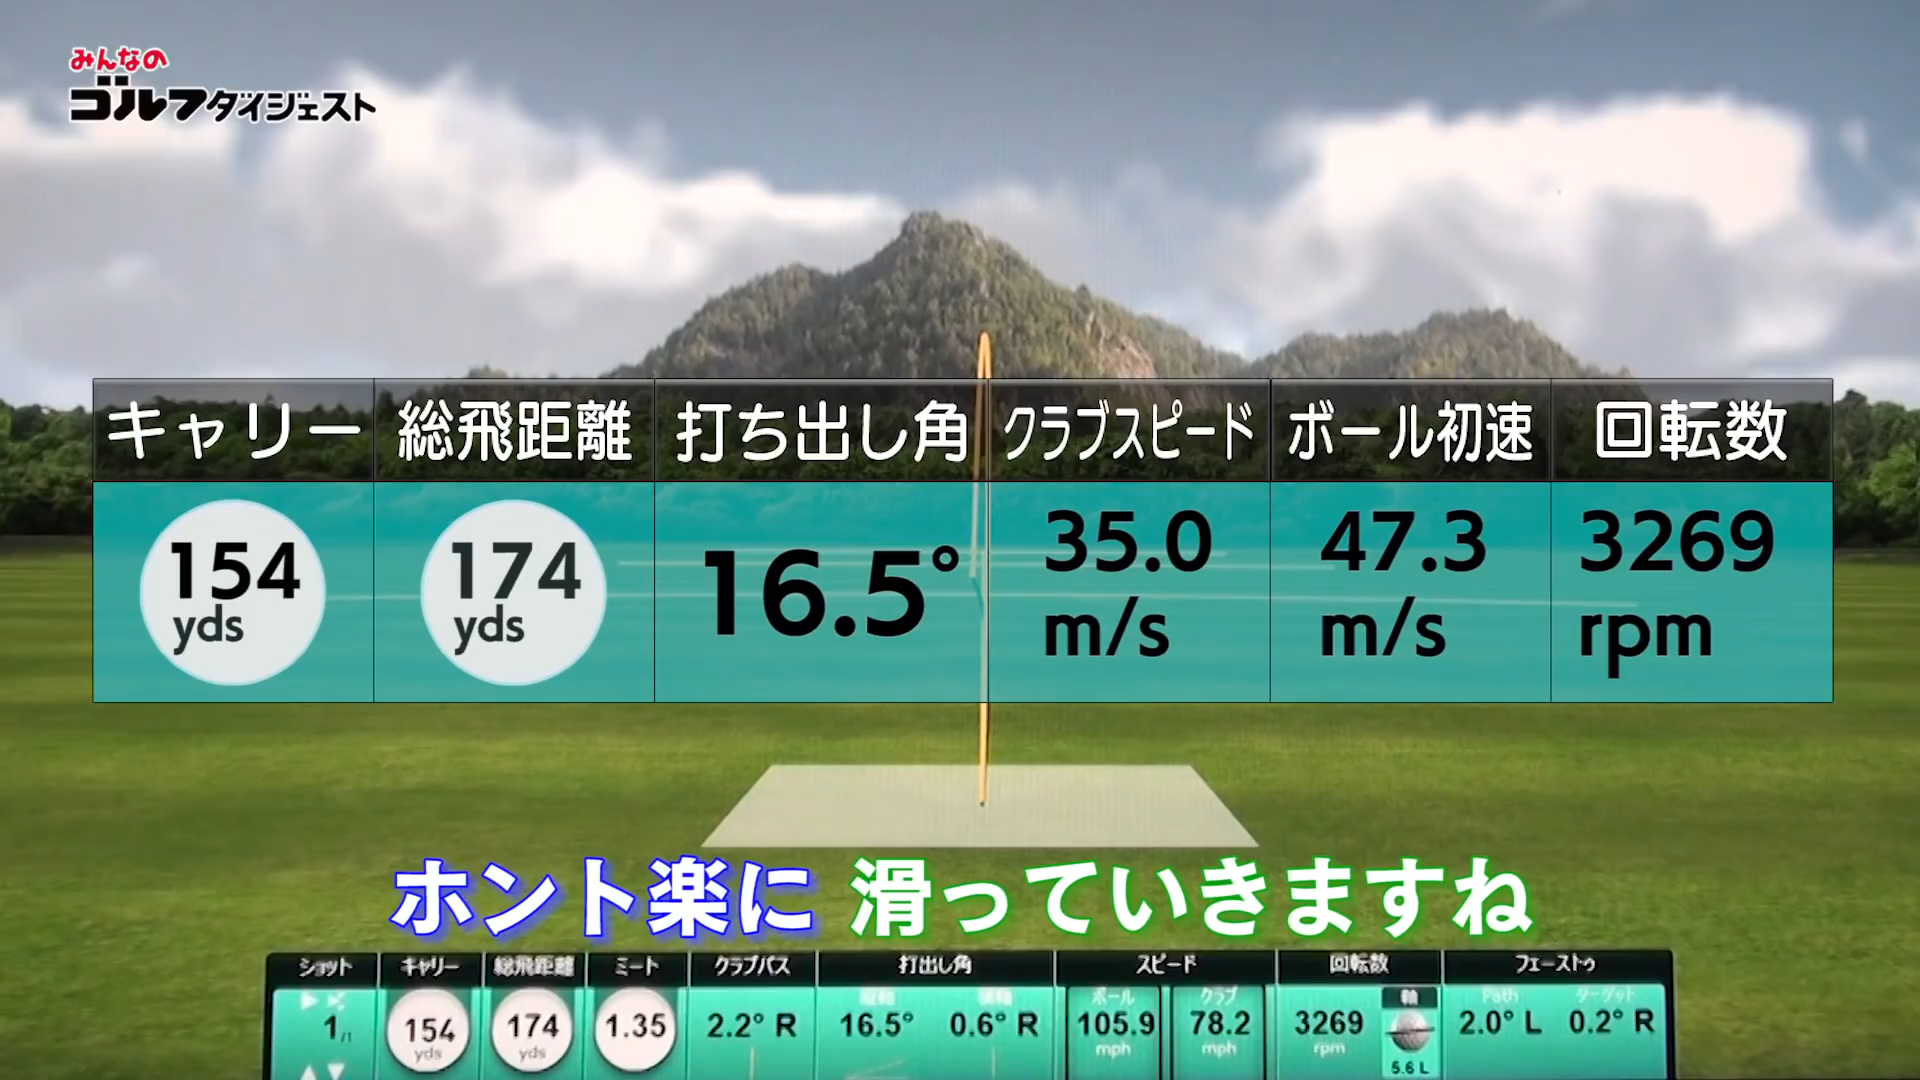 みんなの
ゴルフダイジェスト
キャリー 総飛距離 打ち出し角 クラブスピード ボール初速 回転数
154 yds 174 yds 16.5° 35.0 m/s 47.3 m/s 3269 rpm
ホント楽に 滑っていきますね
ショット キャリー 総飛距離 ミート クラブパス 打出し角 スピード 回転数 フェーストゥ
ボール クラブ 軸 Path ターゲット
1/1 154 yds 174 yds 1.35 2.2° R 16.5° 0.6° R 105.9 mph 78.2 mph 3269 rpm 2.0° L 0.2° R
5.6 L